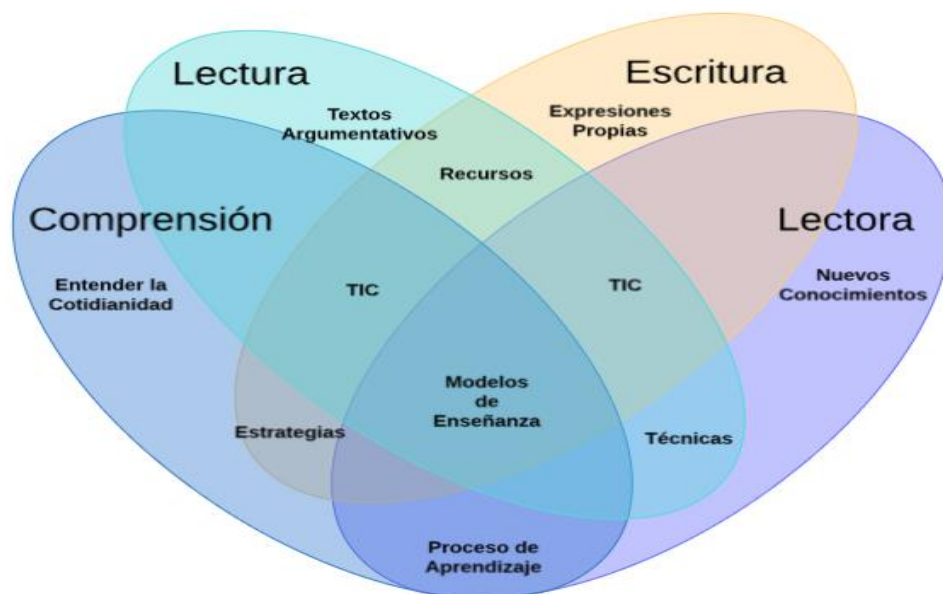 Lectura
Escritura
Textos
Argumentativos
Expresiones
Propias
Recursos
Comprensión
Lectora
Entender la
Cotidianidad
TIC
TIC
Nuevos
Conocimientos
Modelos
de
Enseñanza
Estrategias
Técnicas
Proceso de
Aprendizaje